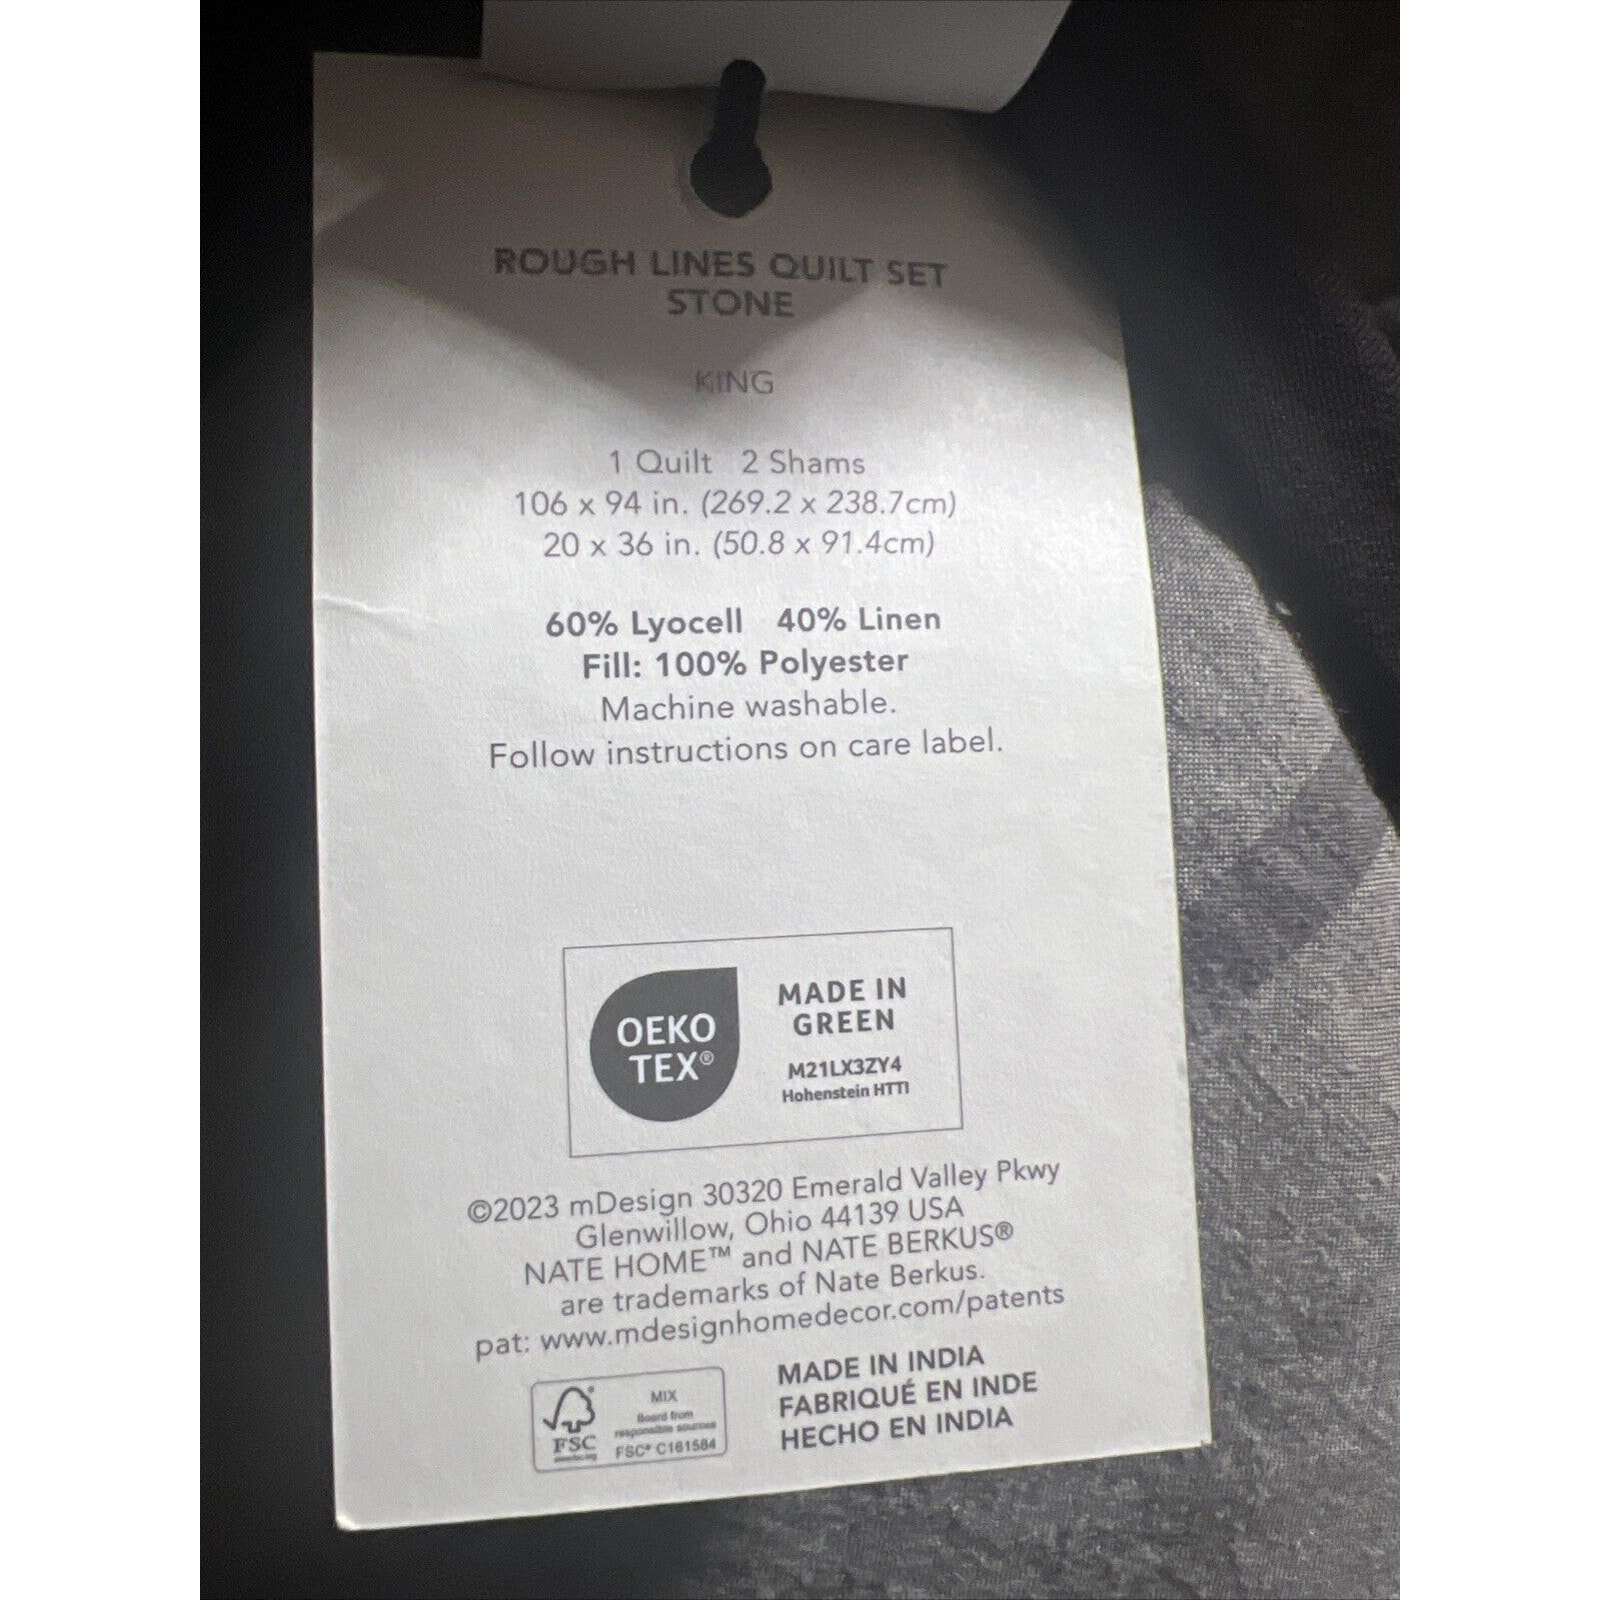 ROUGH LINES QUILT SET
STONE
KING
1 Quilt 2 Shams
106 x 94 in. (269.2 x 238.7cm)
20 x 36 in. (50.8 x 91.4cm)
60% Lyocell 40% Linen
Fill: 100% Polyester
Machine washable.
Follow instructions on care label.
OEKO
TEX®
MADE IN
GREEN
M21LX3ZY4
Hohenstein HTTI
©2023 mDesign 30320 Emerald Valley Pkwy
Glenwillow, Ohio 44139 USA
NATE HOME™ and NATE BERKUS®
are trademarks of Nate Berkus.
pat: www.mdesignhomedecor.com/patents
FSC
MIX
Board from
responsible sources
FSC® C161584
MADE IN INDIA
FABRIQUÉ EN INDE
HECHO EN INDIA